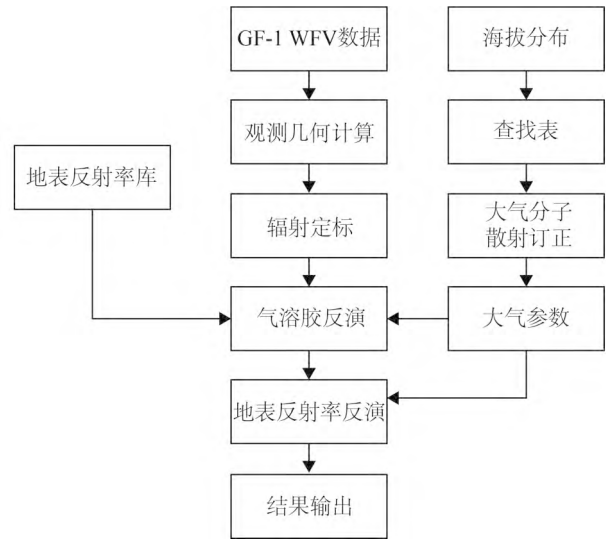 GF-1 WFV数据
海拔分布
观测几何计算
查找表
地表反射率库
辐射定标
大气分子
散射订正
气溶胶反演
大气参数
地表反射率反演
结果输出